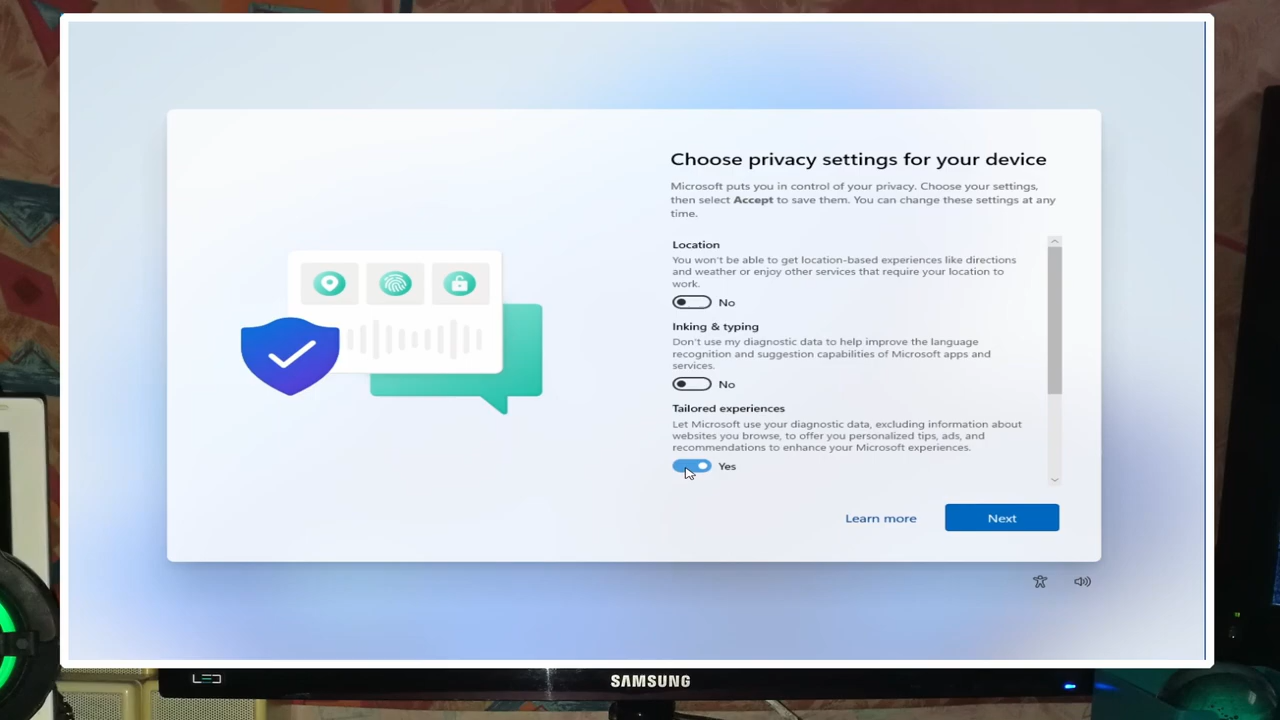 Choose privacy settings for your device
Microsoft puts you in control of your privacy. Choose your settings,
then select Accept to save them. You can change these settings at any
time.
Location
You won't be able to get location-based experiences like directions
and weather or enjoy other services that require your location to
work.
No
Inking & typing
Don't use my diagnostic data to help improve the language
recognition and suggestion capabilities of Microsoft apps and
services.
No
Tailored experiences
Let Microsoft use your diagnostic data, excluding information about
websites you browse, to offer you personalized tips, ads, and
recommendations to enhance your Microsoft experiences.
Yes
Learn more
Next
LED
SAMSUNG